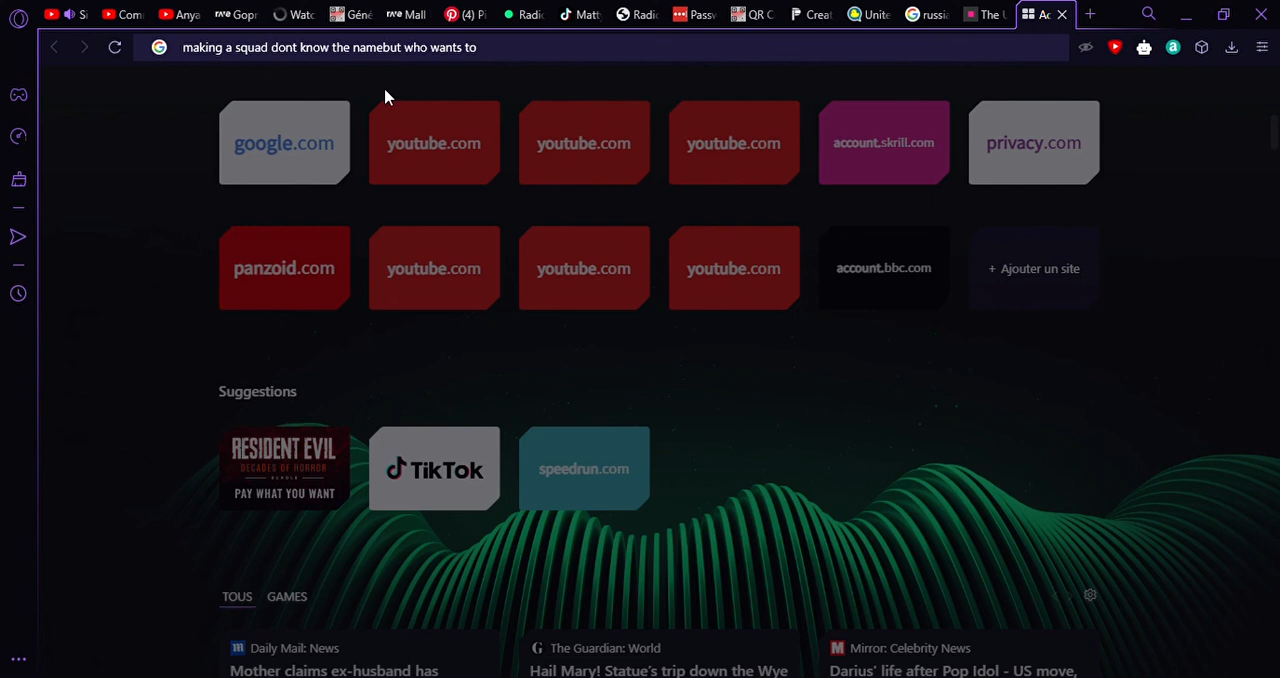 Si
Com
Anya
Gopr
Watc
Géné
Mall
(4) Pi
Radi
Matt
Radi
Passw
QR C
Creat
Unite
russia
The U
Ac
making a squad dont know the namebut who wants to
google.com
youtube.com
youtube.com
youtube.com
account.skrill.com
privacy.com
panzoid.com
youtube.com
youtube.com
youtube.com
account.bbc.com
+ Ajouter un site
Suggestions
RESIDENT EVIL
DECADES OF HORROR
BUNDLE
PAY WHAT YOU WANT
TikTok
speedrun.com
TOUS GAMES
Daily Mail: News
Mother claims ex-husband has
The Guardian: World
Hail Mary! Statue's trip down the Wye
Mirror: Celebrity News
Darius' life after Pop Idol - US move,